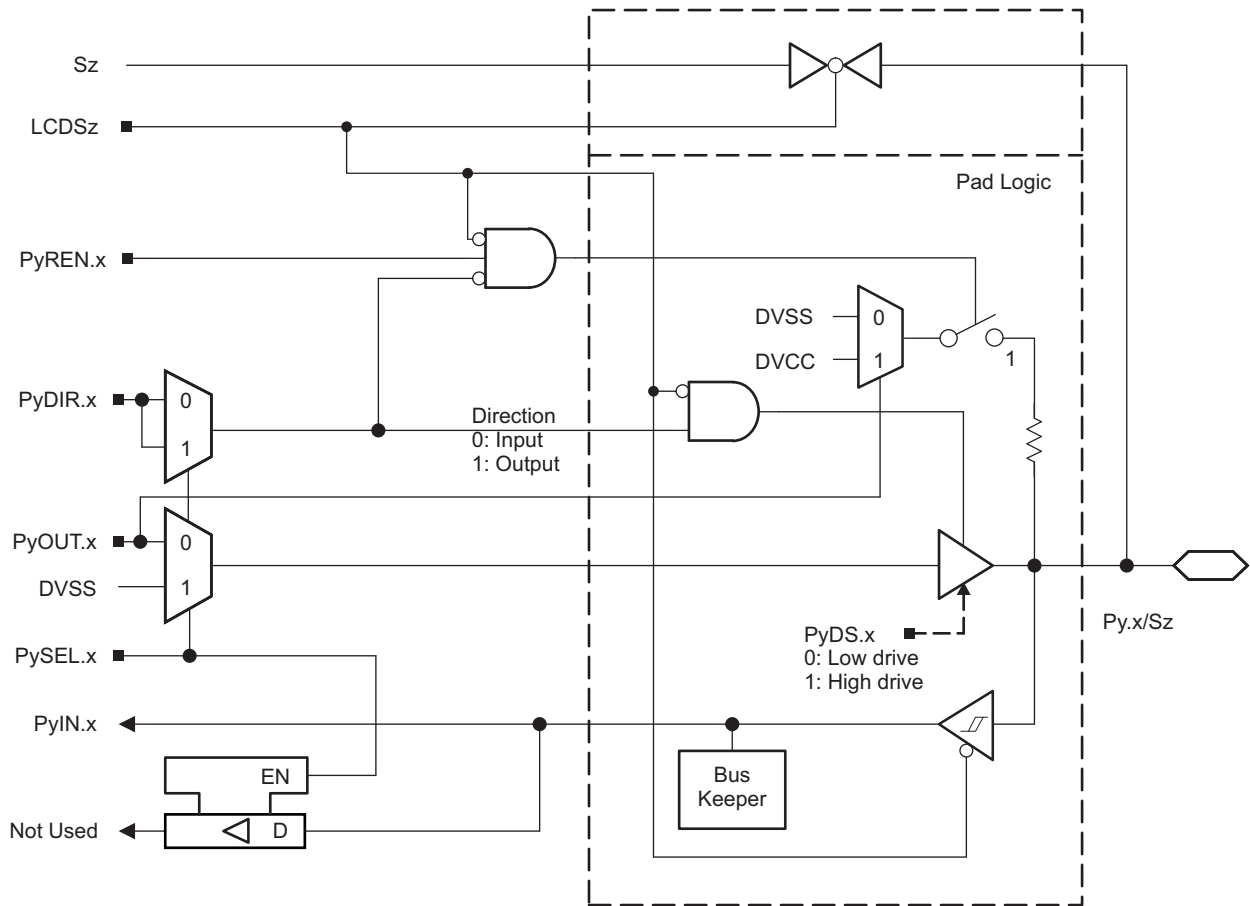 Sz
LCDSz
Pad Logic
PyREN.x
DVSS
0
DVCC
1
1
PyDIR.x
0
1
Direction
0: Input
1: Output
PyOUT.x
0
DVSS
1
PyDS.x
0: Low drive
1: High drive
Py.x/Sz
PySEL.x
PyIN.x
EN
Bus
Keeper
Not Used
D